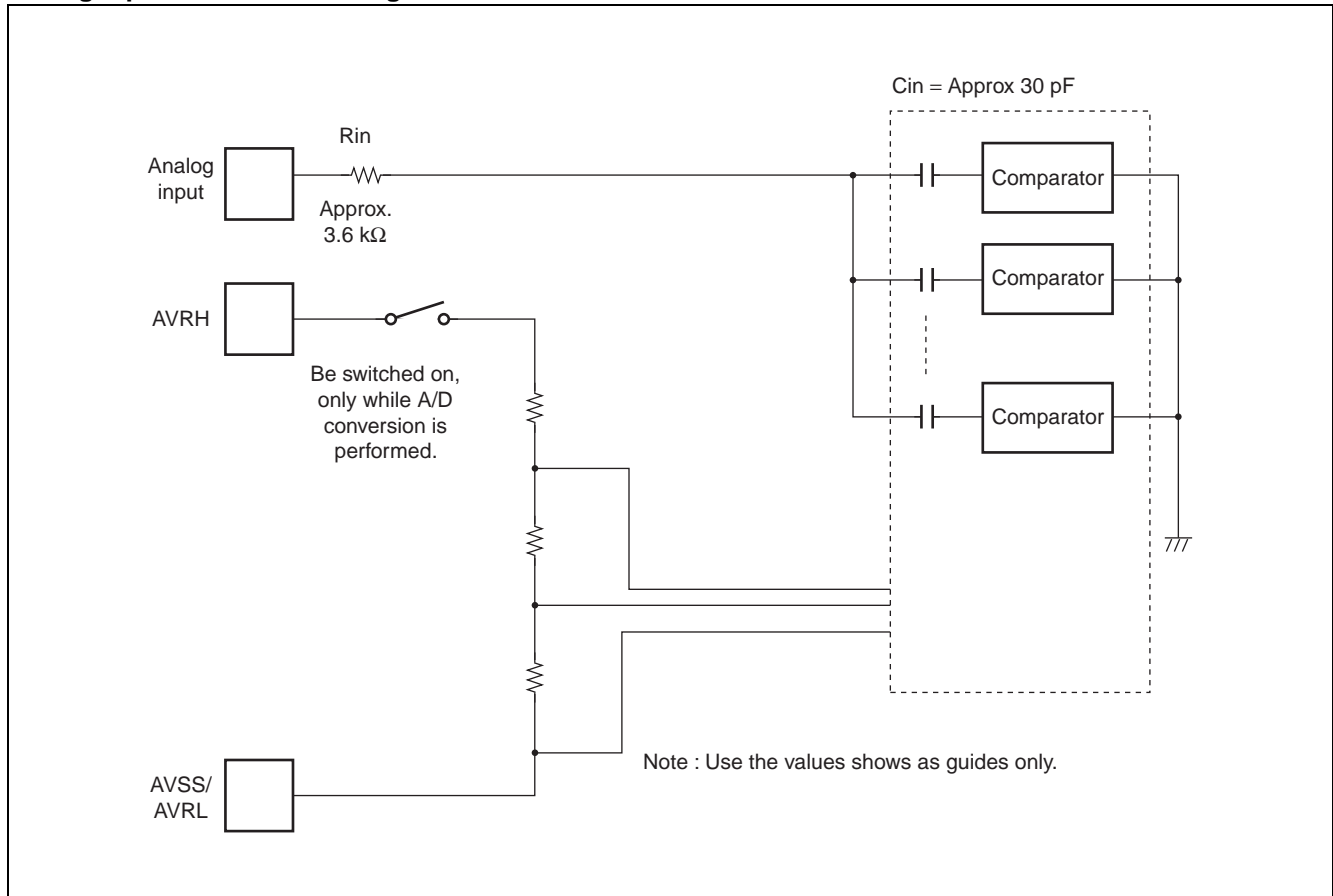 Cin = Approx 30 pF
Rin
Analog
input
Approx.
3.6 kΩ
Comparator
Comparator
Comparator
AVRH
Be switched on,
only while A/D
conversion is
performed.
Note : Use the values shows as guides only.
AVSS/
AVRL